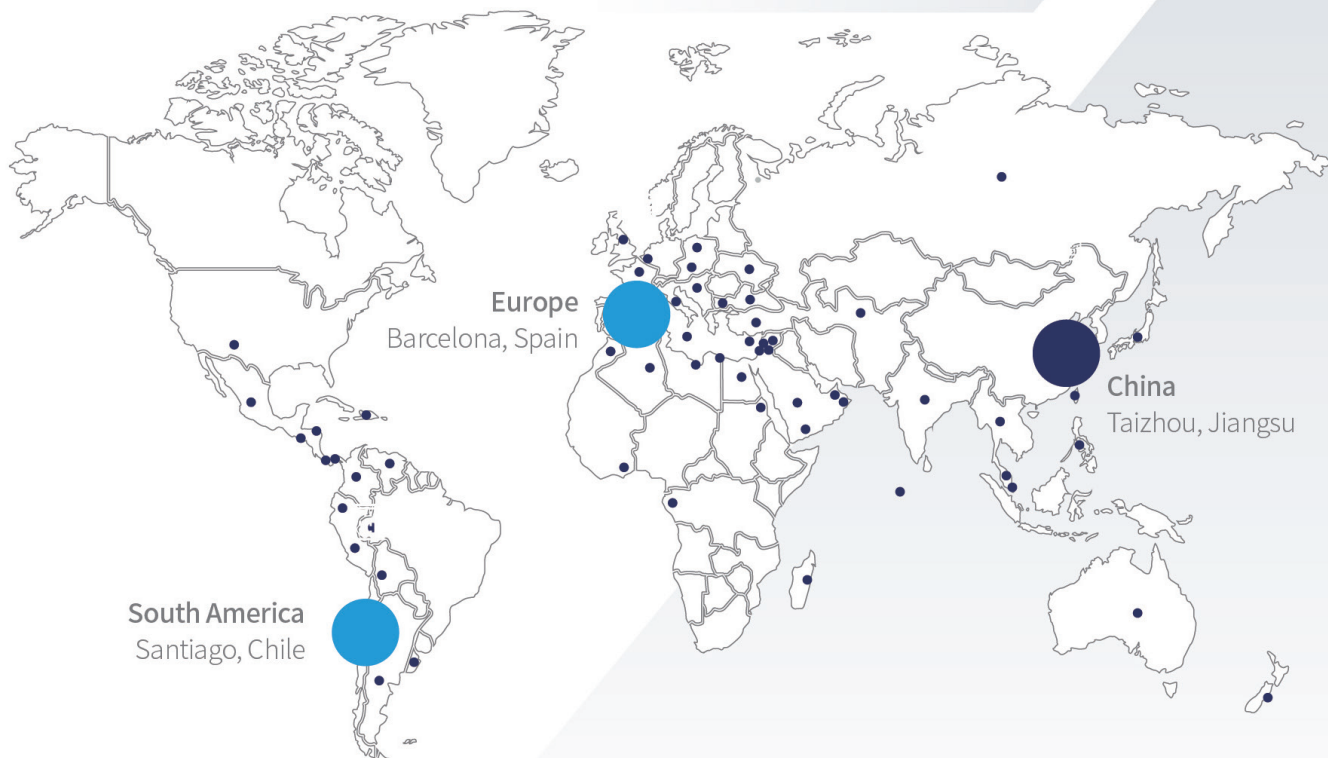 Europe
Barcelona, Spain
China
Taizhou, Jiangsu
South America
Santiago, Chile